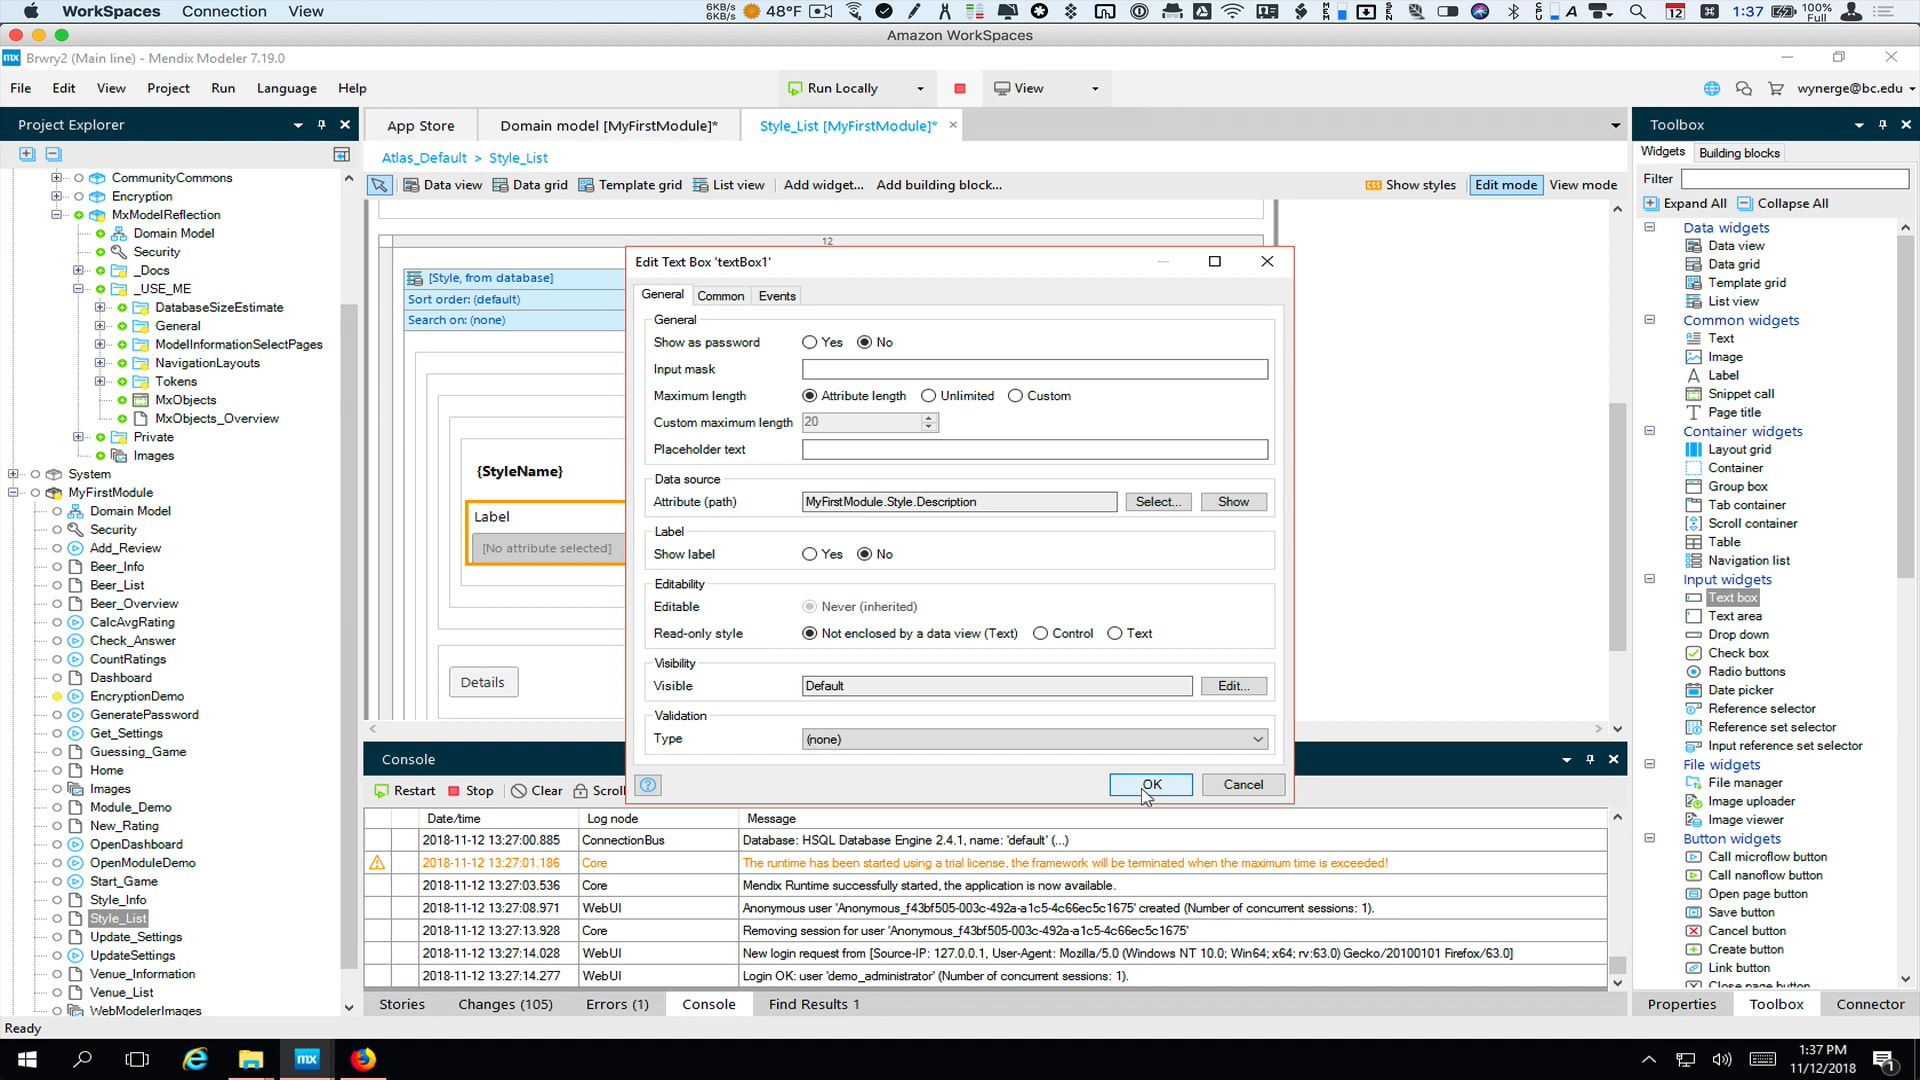 WorkSpaces Connection View
6KB/s
6KB/s
48°F
MEM
SEN
CPU
A
12
1:37
100%
Full
Amazon WorkSpaces
mx Brwry2 (Main line) - Mendix Modeler 7.19.0
File Edit View Project Run Language Help
Run Locally View
wynerge@bc.edu
Project Explorer
App Store Domain model [MyFirstModule]* Style_List [MyFirstModule]*
Toolbox
Atlas_Default > Style_List
Widgets Building blocks
Data view Data grid Template grid List view Add widget... Add building block...
Show styles Edit mode View mode
Filter
Expand All Collapse All
CommunityCommons
Encryption
MxModelReflection
Domain Model
Security
_Docs
_USE_ME
DatabaseSizeEstimate
General
ModelInformationSelectPages
NavigationLayouts
Tokens
MxObjects
MxObjects_Overview
Private
Images
System
MyFirstModule
Domain Model
Security
Add_Review
Beer_Info
Beer_List
Beer_Overview
CalcAvgRating
Check_Answer
CountRatings
Dashboard
EncryptionDemo
GeneratePassword
Get_Settings
Guessing_Game
Home
Images
Module_Demo
New_Rating
OpenDashboard
OpenModuleDemo
Start_Game
Style_Info
Style_List
Update_Settings
UpdateSettings
Venue_Information
Venue_List
WebModelerImages
12
[Style, from database]
Sort order: (default)
Search on: (none)
{StyleName}
Label
[No attribute selected]
Details
Edit Text Box 'textBox1'
General Common Events
General
Show as password Yes No
Input mask
Maximum length Attribute length Unlimited Custom
Custom maximum length 20
Placeholder text
Data source
Attribute (path) MyFirstModule.Style.Description Select... Show
Label
Show label Yes No
Editability
Editable Never (inherited)
Read-only style Not enclosed by a data view (Text) Control Text
Visibility
Visible Default Edit...
Validation
Type (none)
OK Cancel
Data widgets
Data view
Data grid
Template grid
List view
Common widgets
Text
Image
Label
Snippet call
Page title
Container widgets
Layout grid
Container
Group box
Tab container
Scroll container
Table
Navigation list
Input widgets
Text box
Text area
Drop down
Check box
Radio buttons
Date picker
Reference selector
Reference set selector
Input reference set selector
File widgets
File manager
Image uploader
Image viewer
Button widgets
Call microflow button
Call nanoflow button
Open page button
Save button
Cancel button
Create button
Link button
Close page button
Console
Restart Stop Clear Scroll
Date/time Log node Message
2018-11-12 13:27:00.885 ConnectionBus Database: HSQL Database Engine 2.4.1, name: 'default' (...)
2018-11-12 13:27:01.186 Core The runtime has been started using a trial license, the framework will be terminated when the maximum time is exceeded!
2018-11-12 13:27:03.536 Core Mendix Runtime successfully started, the application is now available.
2018-11-12 13:27:08.971 WebUI Anonymous user 'Anonymous_f43bf505-003c-492a-a1c5-4c66ec5c1675' created (Number of concurrent sessions: 1).
2018-11-12 13:27:13.928 Core Removing session for user 'Anonymous_f43bf505-003c-492a-a1c5-4c66ec5c1675'
2018-11-12 13:27:14.028 WebUI New login request from [Source-IP: 127.0.0.1, User-Agent: Mozilla/5.0 (Windows NT 10.0; Win64; x64; rv:63.0) Gecko/20100101 Firefox/63.0]
2018-11-12 13:27:14.277 WebUI Login OK: user 'demo_administrator' (Number of concurrent sessions: 1).
Stories Changes (105) Errors (1) Console Find Results 1
Properties Toolbox Connector
Ready
mx
1:37 PM
11/12/2018
1